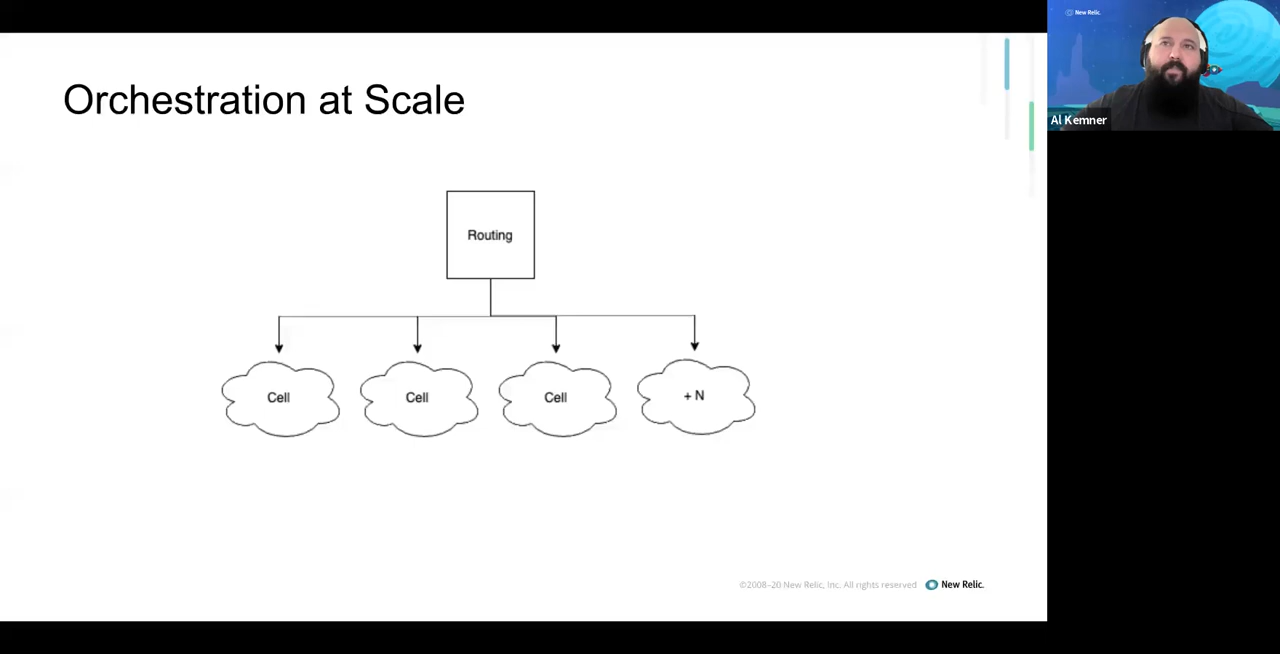 Orchestration at Scale
Routing
Cell
Cell
Cell
+ N
©2008–20 New Relic, Inc. All rights reserved
New Relic.
New Relic.
Al Kemner